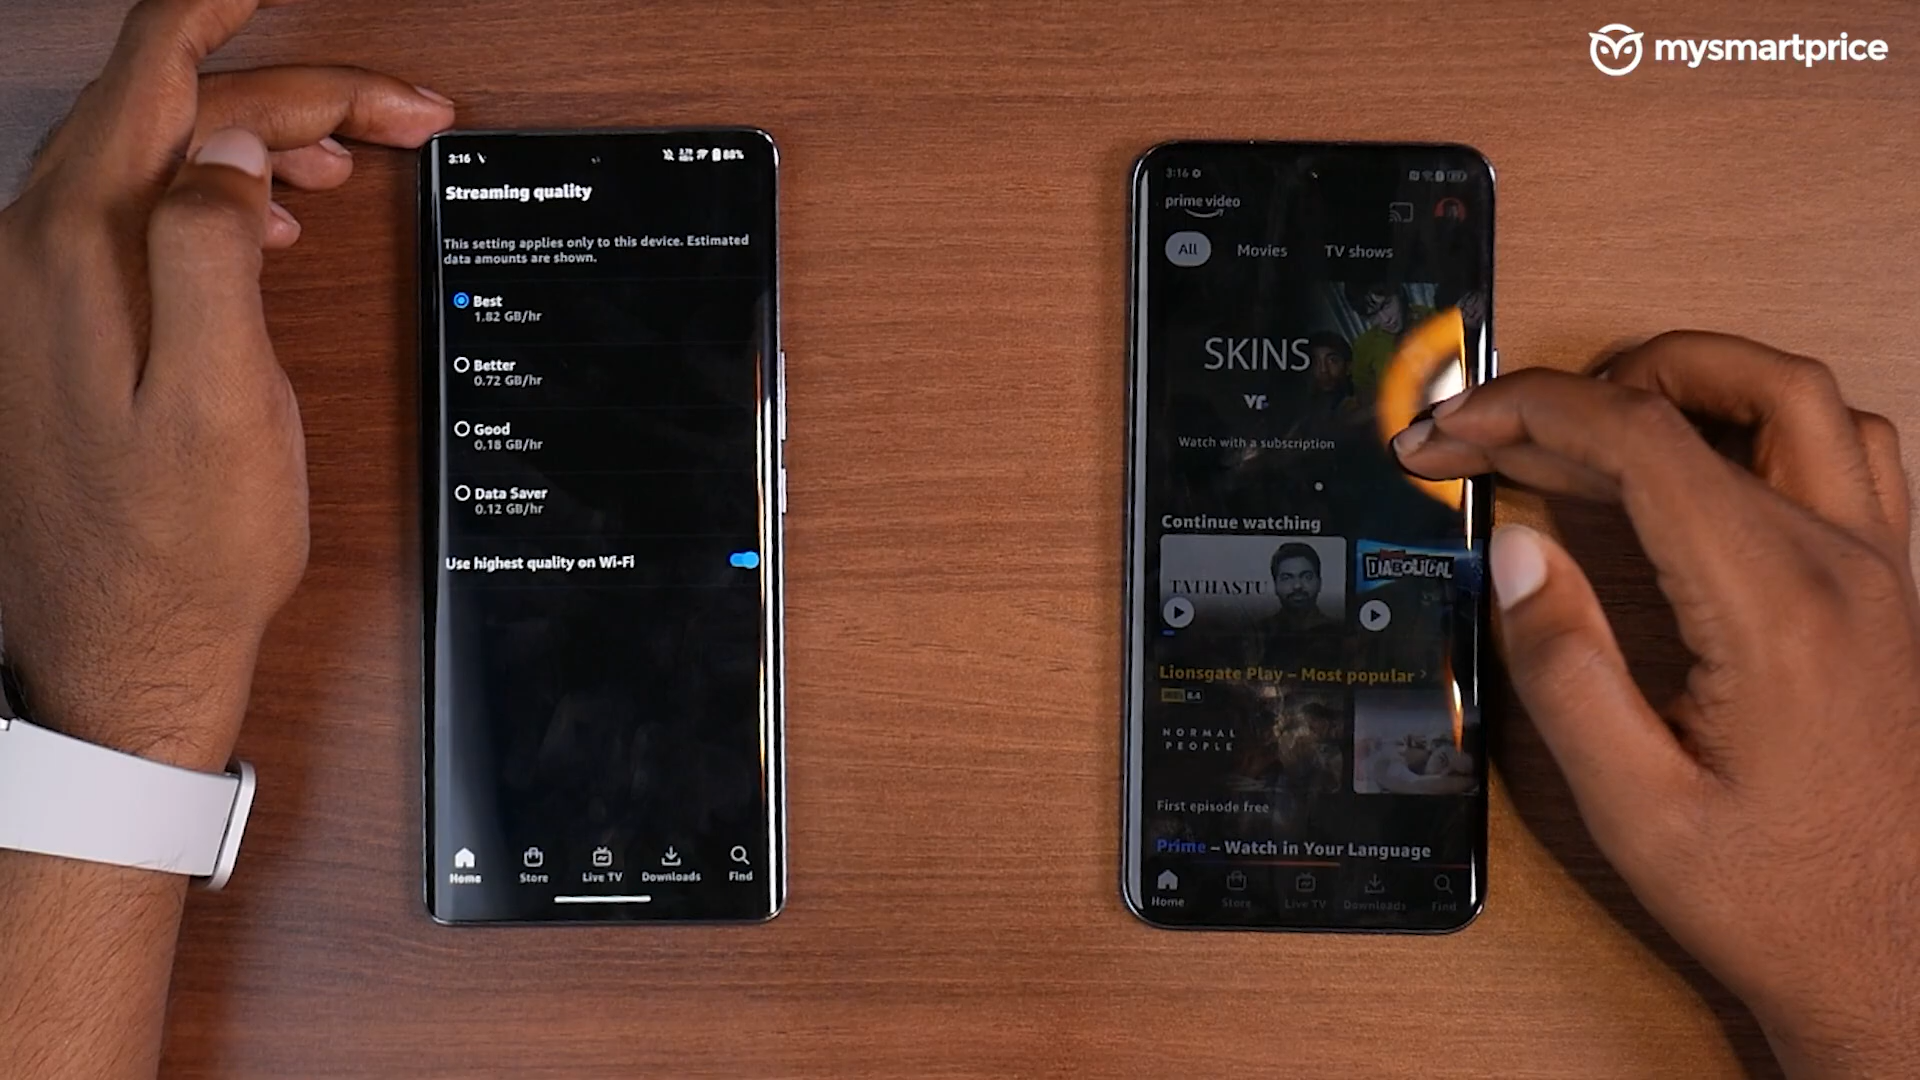 mysmartprice
3:16
88%
Streaming quality
This setting applies only to this device. Estimated
data amounts are shown.
Best
1.82 GB/hr
Better
0.72 GB/hr
Good
0.18 GB/hr
Data Saver
0.12 GB/hr
Use highest quality on Wi-Fi
Home
Store
Live TV
Downloads
Find
3:16
prime video
All
Movies
TV shows
SKINS
Watch with a subscription
Continue watching
TATHASTU
DIABOLICAL
Lionsgate Play – Most popular >
8.4
NORMAL
PEOPLE
First episode free
Prime – Watch in Your Language
Home
Store
Live TV
Downloads
Find